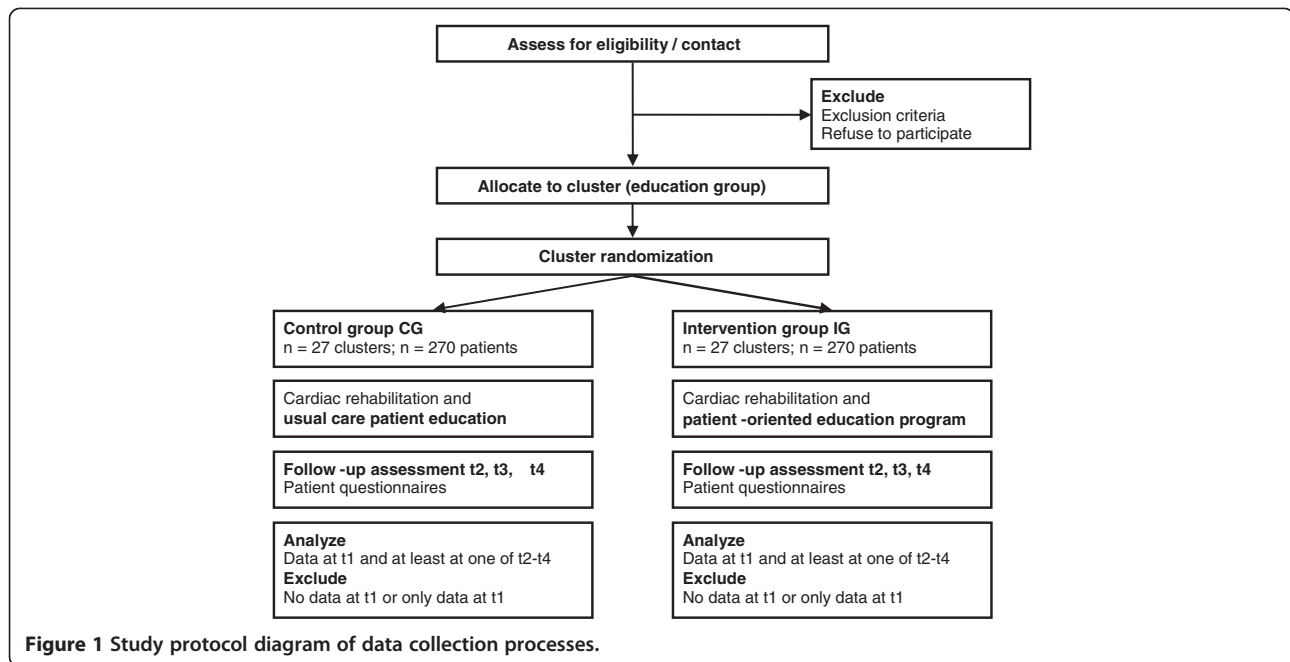 Assess for eligibility / contact
Exclude
Exclusion criteria
Refuse to participate
Allocate to cluster (education group)
Cluster randomization
Control group CG
n = 27 clusters; n = 270 patients
Cardiac rehabilitation and
usual care patient education
Follow -up assessment t2, t3, t4
Patient questionnaires
Analyze
Data at t1 and at least at one of t2-t4
Exclude
No data at t1 or only data at t1
Intervention group IG
n = 27 clusters; n = 270 patients
Cardiac rehabilitation and
patient -oriented education program
Follow -up assessment t2, t3, t4
Patient questionnaires
Analyze
Data at t1 and at least at one of t2-t4
Exclude
No data at t1 or only data at t1
Figure 1 Study protocol diagram of data collection processes.